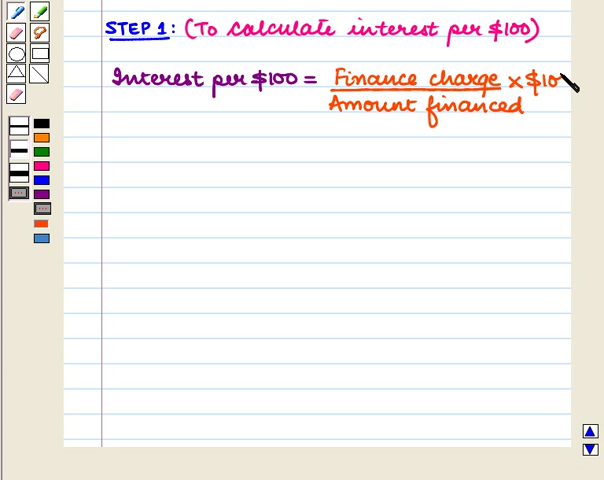 STEP 1: (To calculate interest per $100)
Interest per $100 = Finance charge × $10
Amount financed